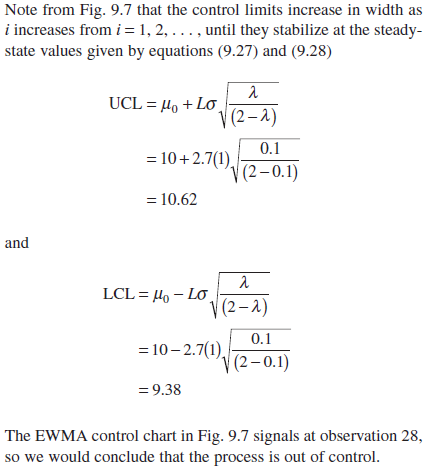 Note from Fig. 9.7 that the control limits increase in width as
i increases from i = 1, 2, . . . , until they stabilize at the steady-
state values given by equations (9.27) and (9.28)
UCL = μ₀ + Lσ√(λ/(2 − λ))
= 10 + 2.7(1)√(0.1/(2 − 0.1))
= 10.62
and
LCL = μ₀ − Lσ√(λ/(2 − λ))
= 10 − 2.7(1)√(0.1/(2 − 0.1))
= 9.38
The EWMA control chart in Fig. 9.7 signals at observation 28,
so we would conclude that the process is out of control.